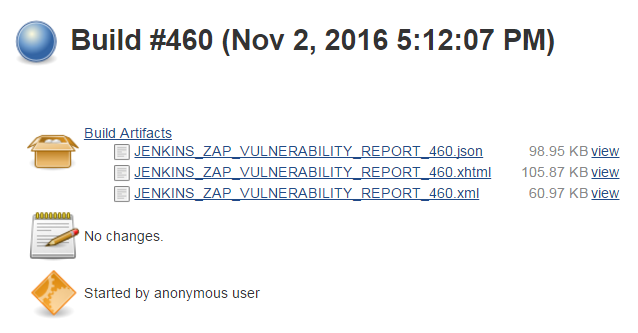 Build #460 (Nov 2, 2016 5:12:07 PM)
Build Artifacts
JENKINS_ZAP_VULNERABILITY_REPORT_460.json 98.95 KB view
JENKINS_ZAP_VULNERABILITY_REPORT_460.xhtml 105.87 KB view
JENKINS_ZAP_VULNERABILITY_REPORT_460.xml 60.97 KB view
No changes.
Started by anonymous user